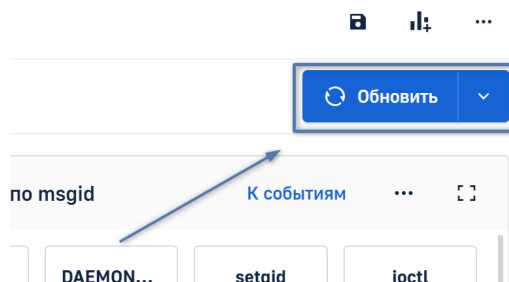 Обновить
по msgid К событиям
DAEMON... setgid ioctl